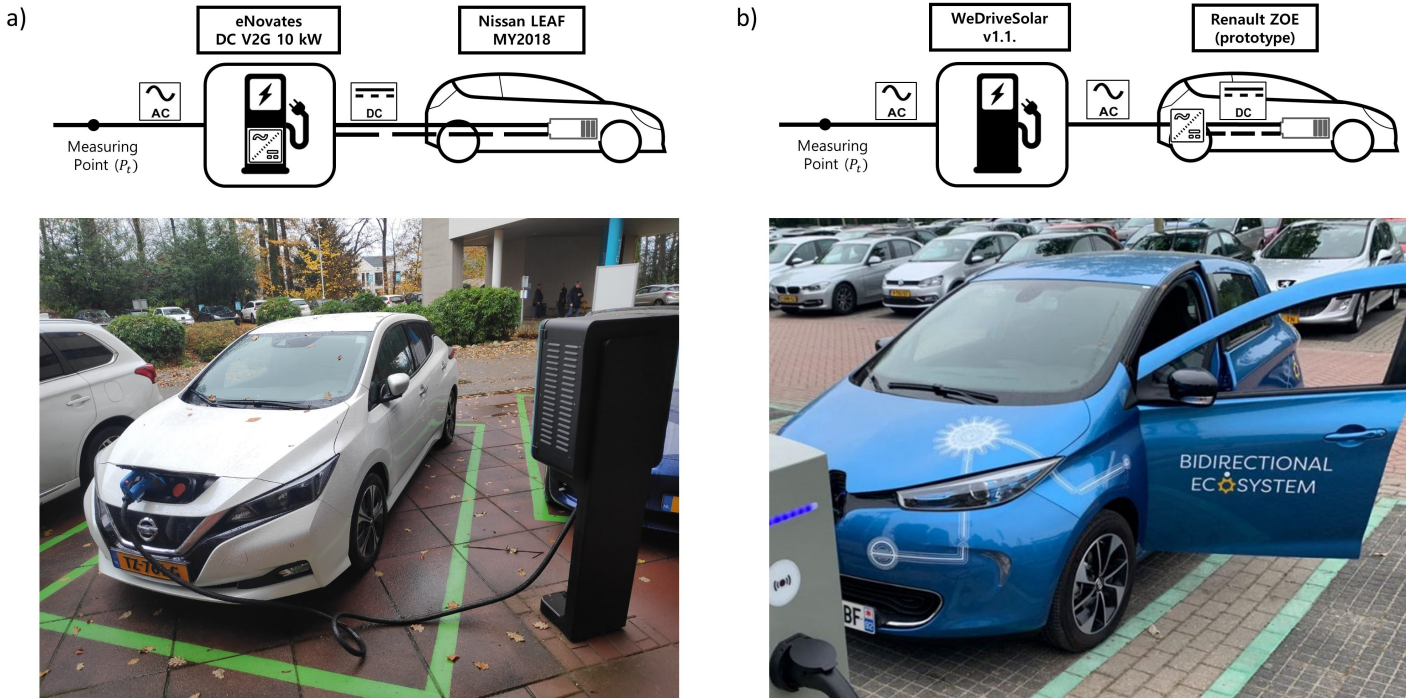 a)
eNovates
DC V2G 10 kW
Nissan LEAF
MY2018
AC
DC
Measuring
Point (Pₜ)
b)
WeDriveSolar
v1.1.
Renault ZOE
(prototype)
AC
AC
DC
Measuring
Point (Pₜ)
BIDIRECTIONAL
ECOSYSTEM
BF